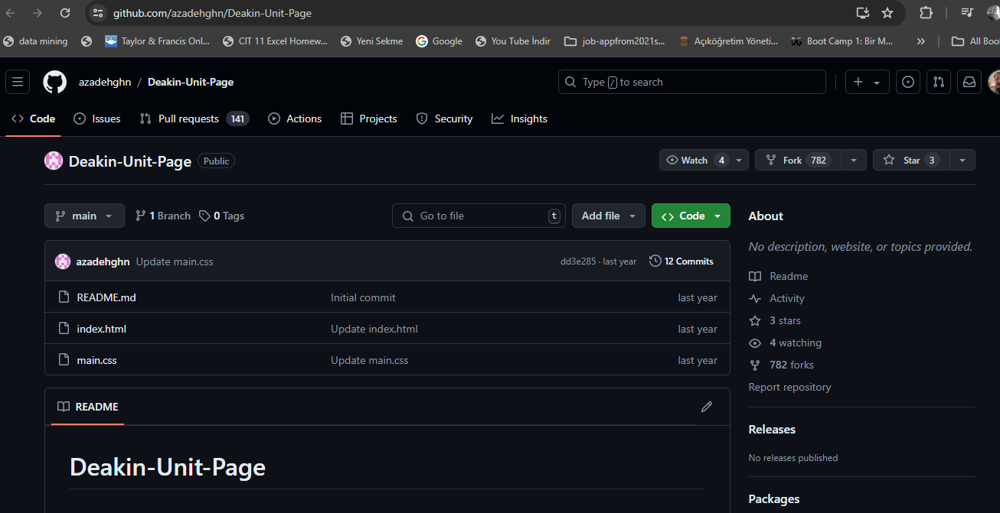 github.com/azadehghn/Deakin-Unit-Page
data mining
Taylor & Francis Onl...
CIT 11 Excel Homew...
Yeni Sekme
Google
You Tube İndir
job-appfrom2021s...
Açıköğretim Yöneti...
Boot Camp 1: Bir M...
»
All Boo
azadehghn / Deakin-Unit-Page
Type / to search
Code
Issues
Pull requests 141
Actions
Projects
Security
Insights
Deakin-Unit-Page Public
Watch 4
Fork 782
Star 3
main
1 Branch
0 Tags
Go to file t
Add file
<> Code
About
No description, website, or topics provided.
azadehghn Update main.css dd3e285 · last year 12 Commits
README.md Initial commit last year
index.html Update index.html last year
main.css Update main.css last year
Readme
Activity
3 stars
4 watching
782 forks
Report repository
README
Deakin-Unit-Page
Releases
No releases published
Packages